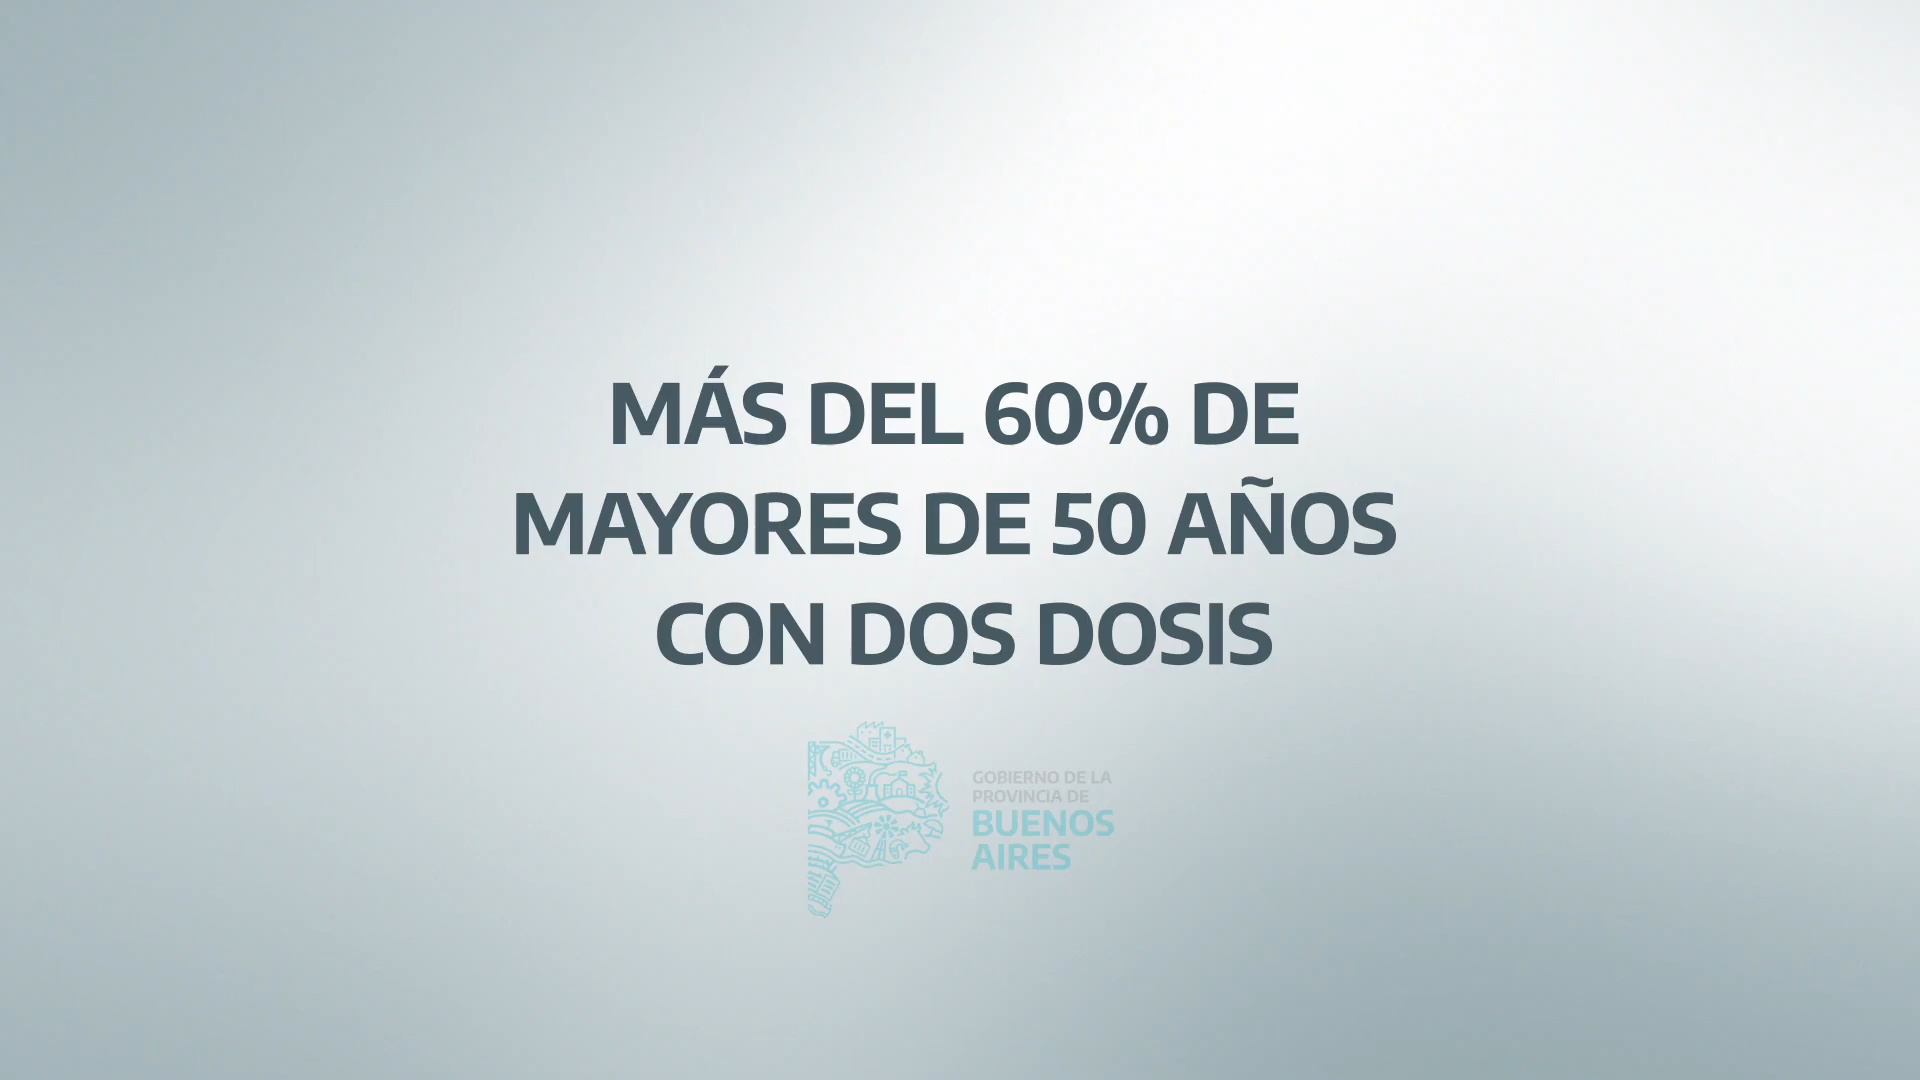 MÁS DEL 60% DE
MAYORES DE 50 AÑOS
CON DOS DOSIS
GOBIERNO DE LA
PROVINCIA DE
BUENOS
AIRES